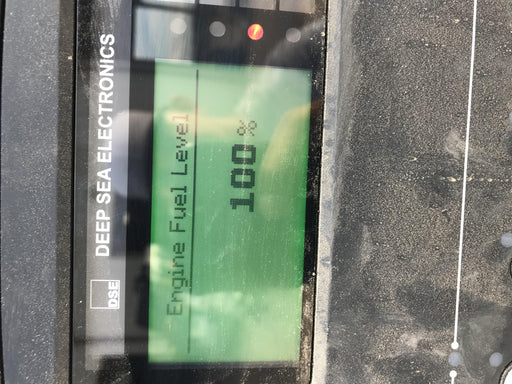 DSE
DEEP SEA ELECTRONICS
Engine Fuel Level
100 %